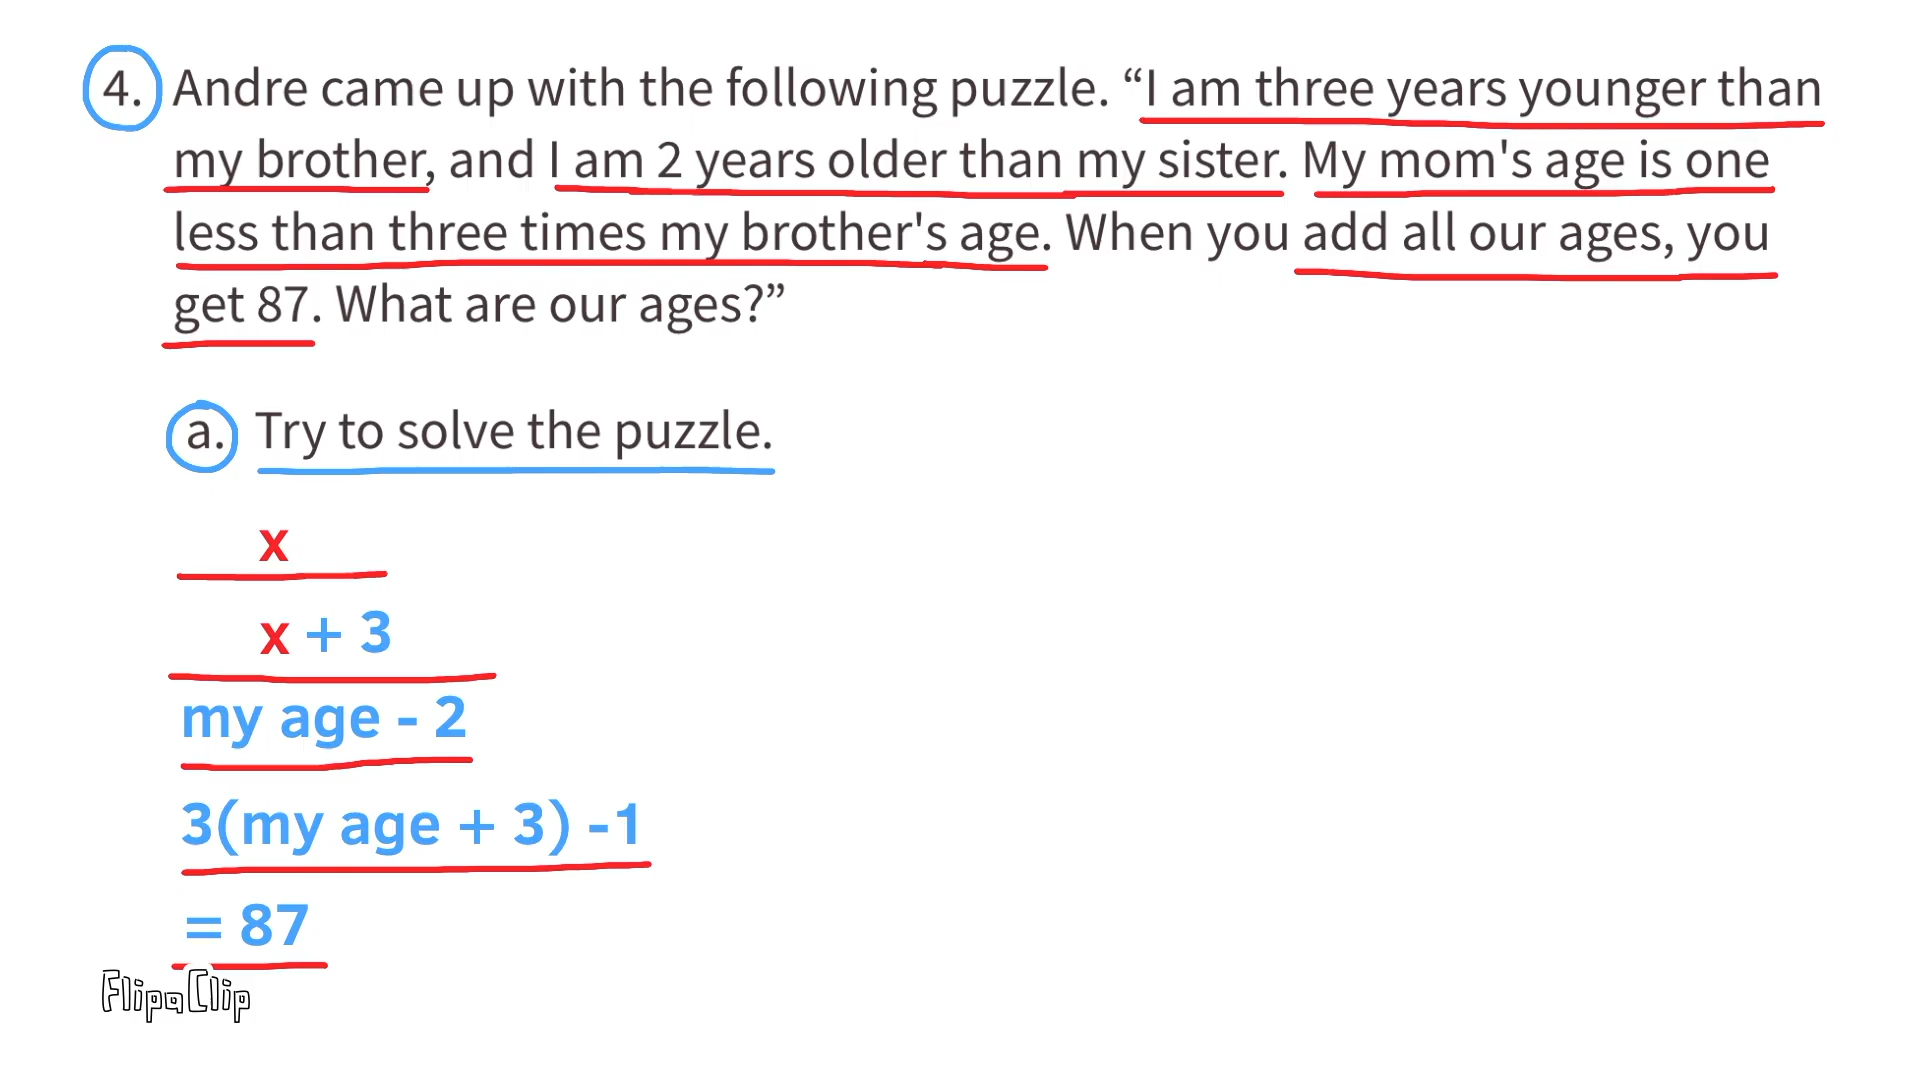 4. Andre came up with the following puzzle. “I am three years younger than
my brother, and I am 2 years older than my sister. My mom's age is one
less than three times my brother's age. When you add all our ages, you
get 87. What are our ages?”
a. Try to solve the puzzle.
x
x + 3
my age - 2
3(my age + 3) -1
= 87
FlipaClip